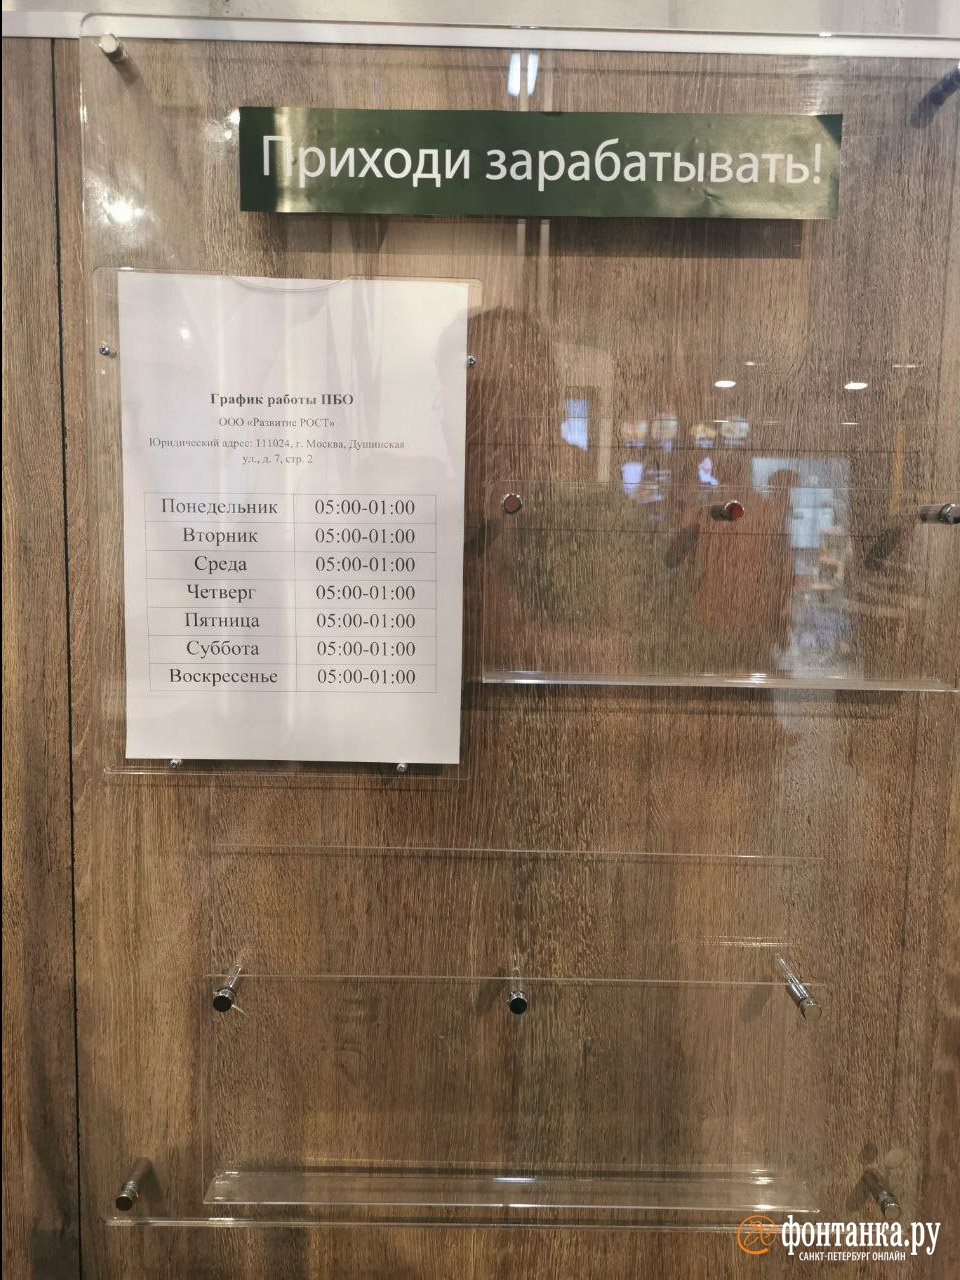 Приходи зарабатывать!
График работы ПБО
ООО «Развитие РОСТ»
Юридический адрес: 111024, г. Москва, Душинская
ул., д. 7, стр. 2
Понедельник 05:00-01:00
Вторник 05:00-01:00
Среда 05:00-01:00
Четверг 05:00-01:00
Пятница 05:00-01:00
Суббота 05:00-01:00
Воскресенье 05:00-01:00
фонтанка.ру
САНКТ-ПЕТЕРБУРГ ОНЛАЙН